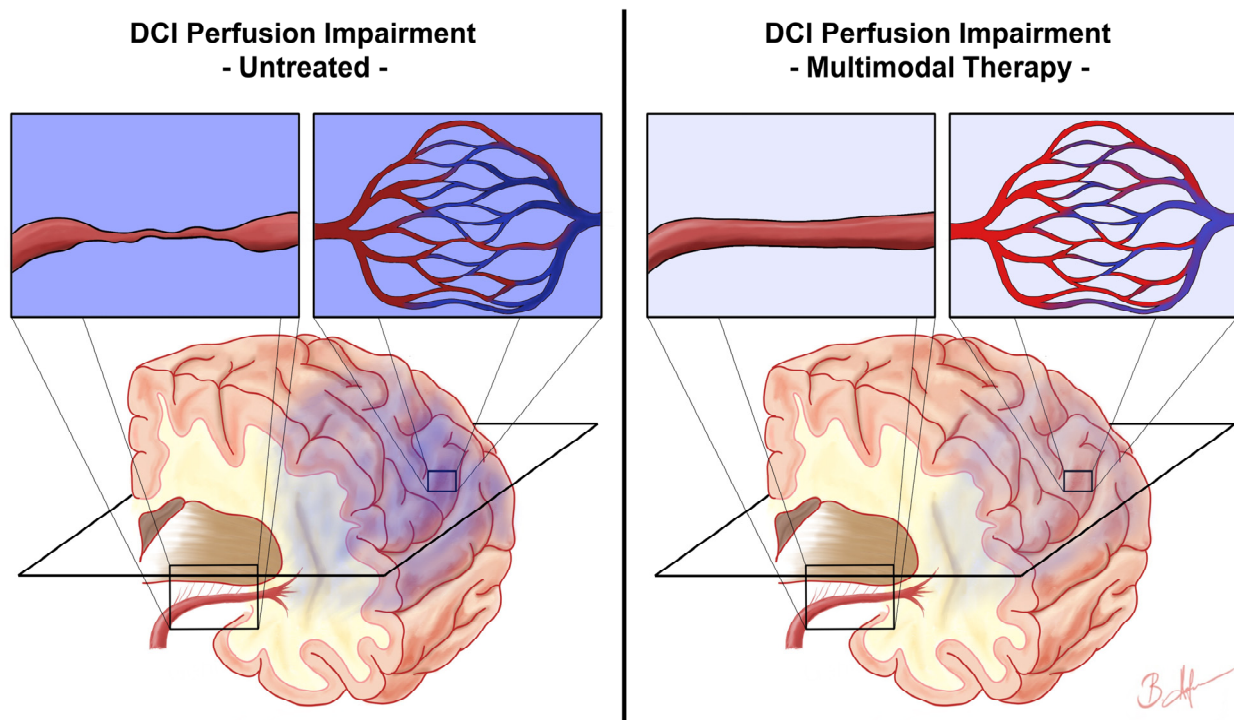 DCI Perfusion Impairment
- Untreated -
DCI Perfusion Impairment
- Multimodal Therapy -